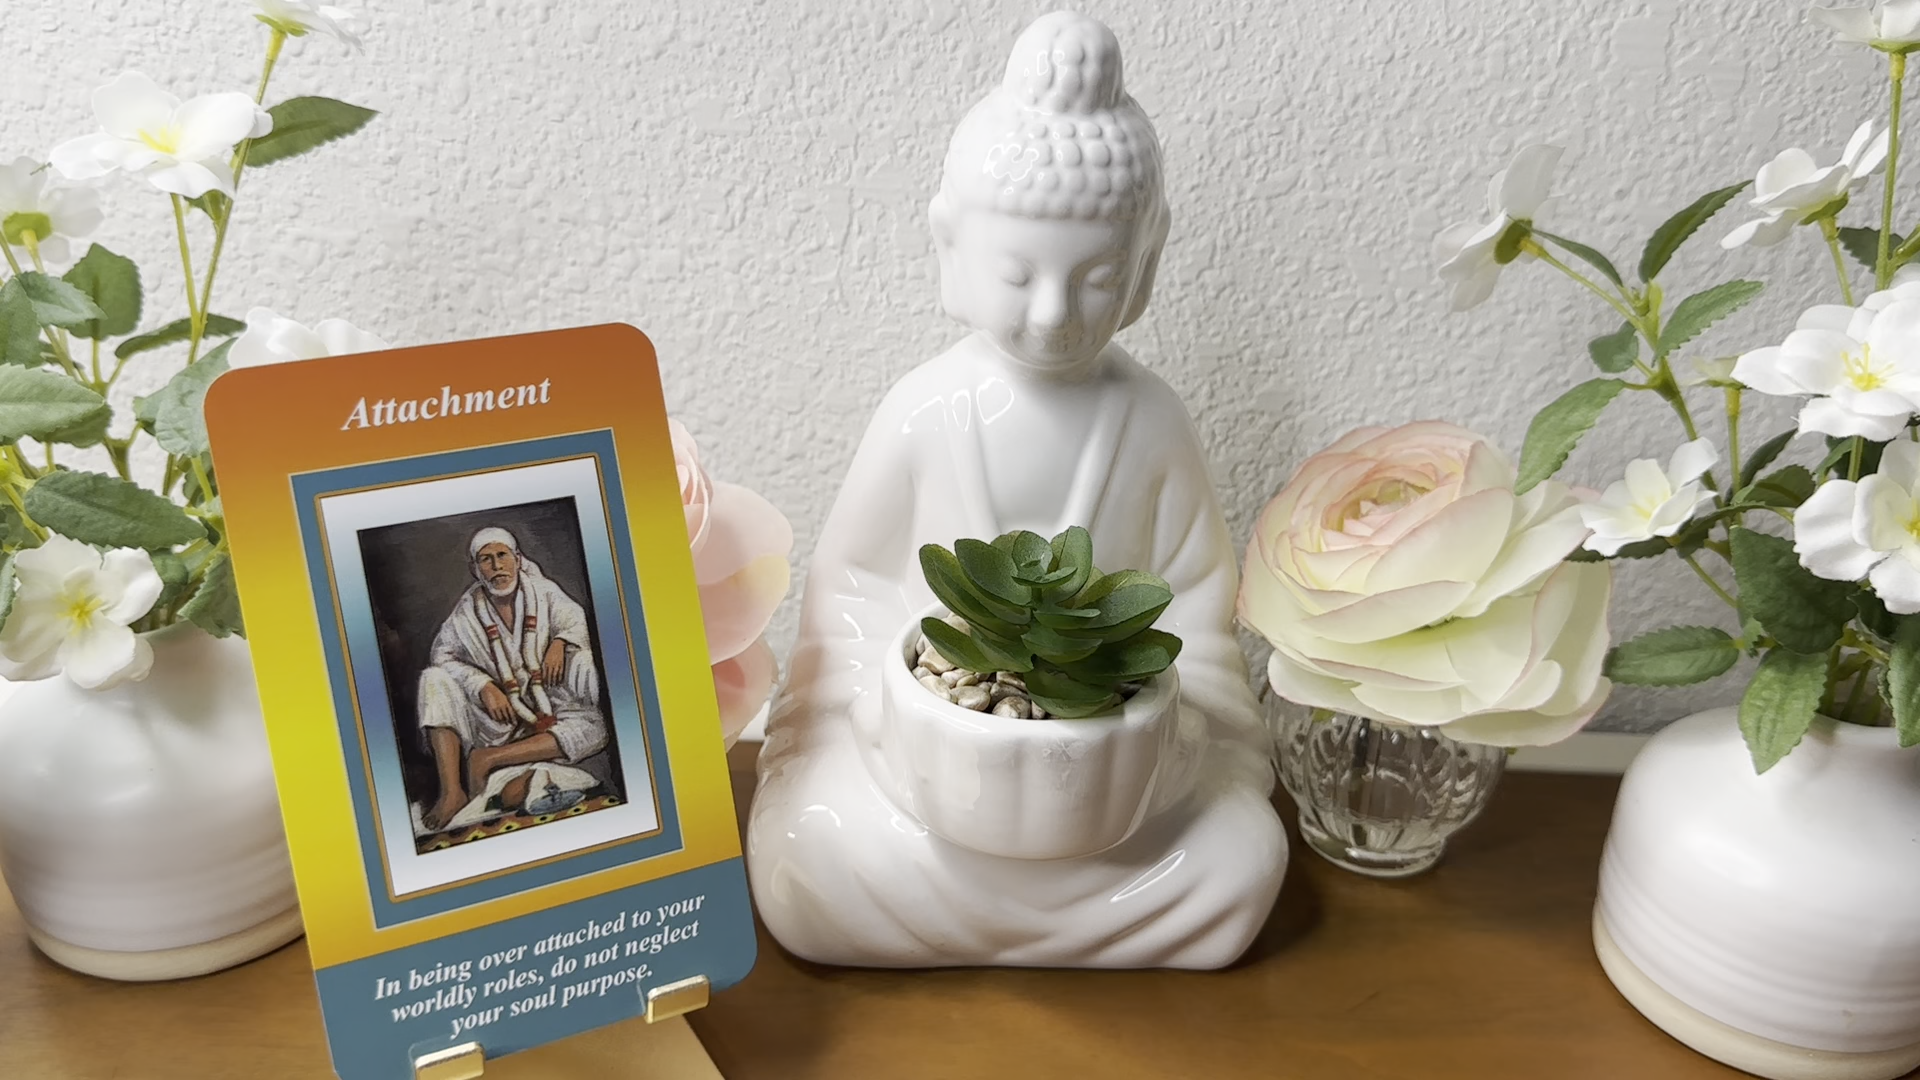 Attachment
In being over attached to your
worldly roles, do not neglect
your soul purpose.